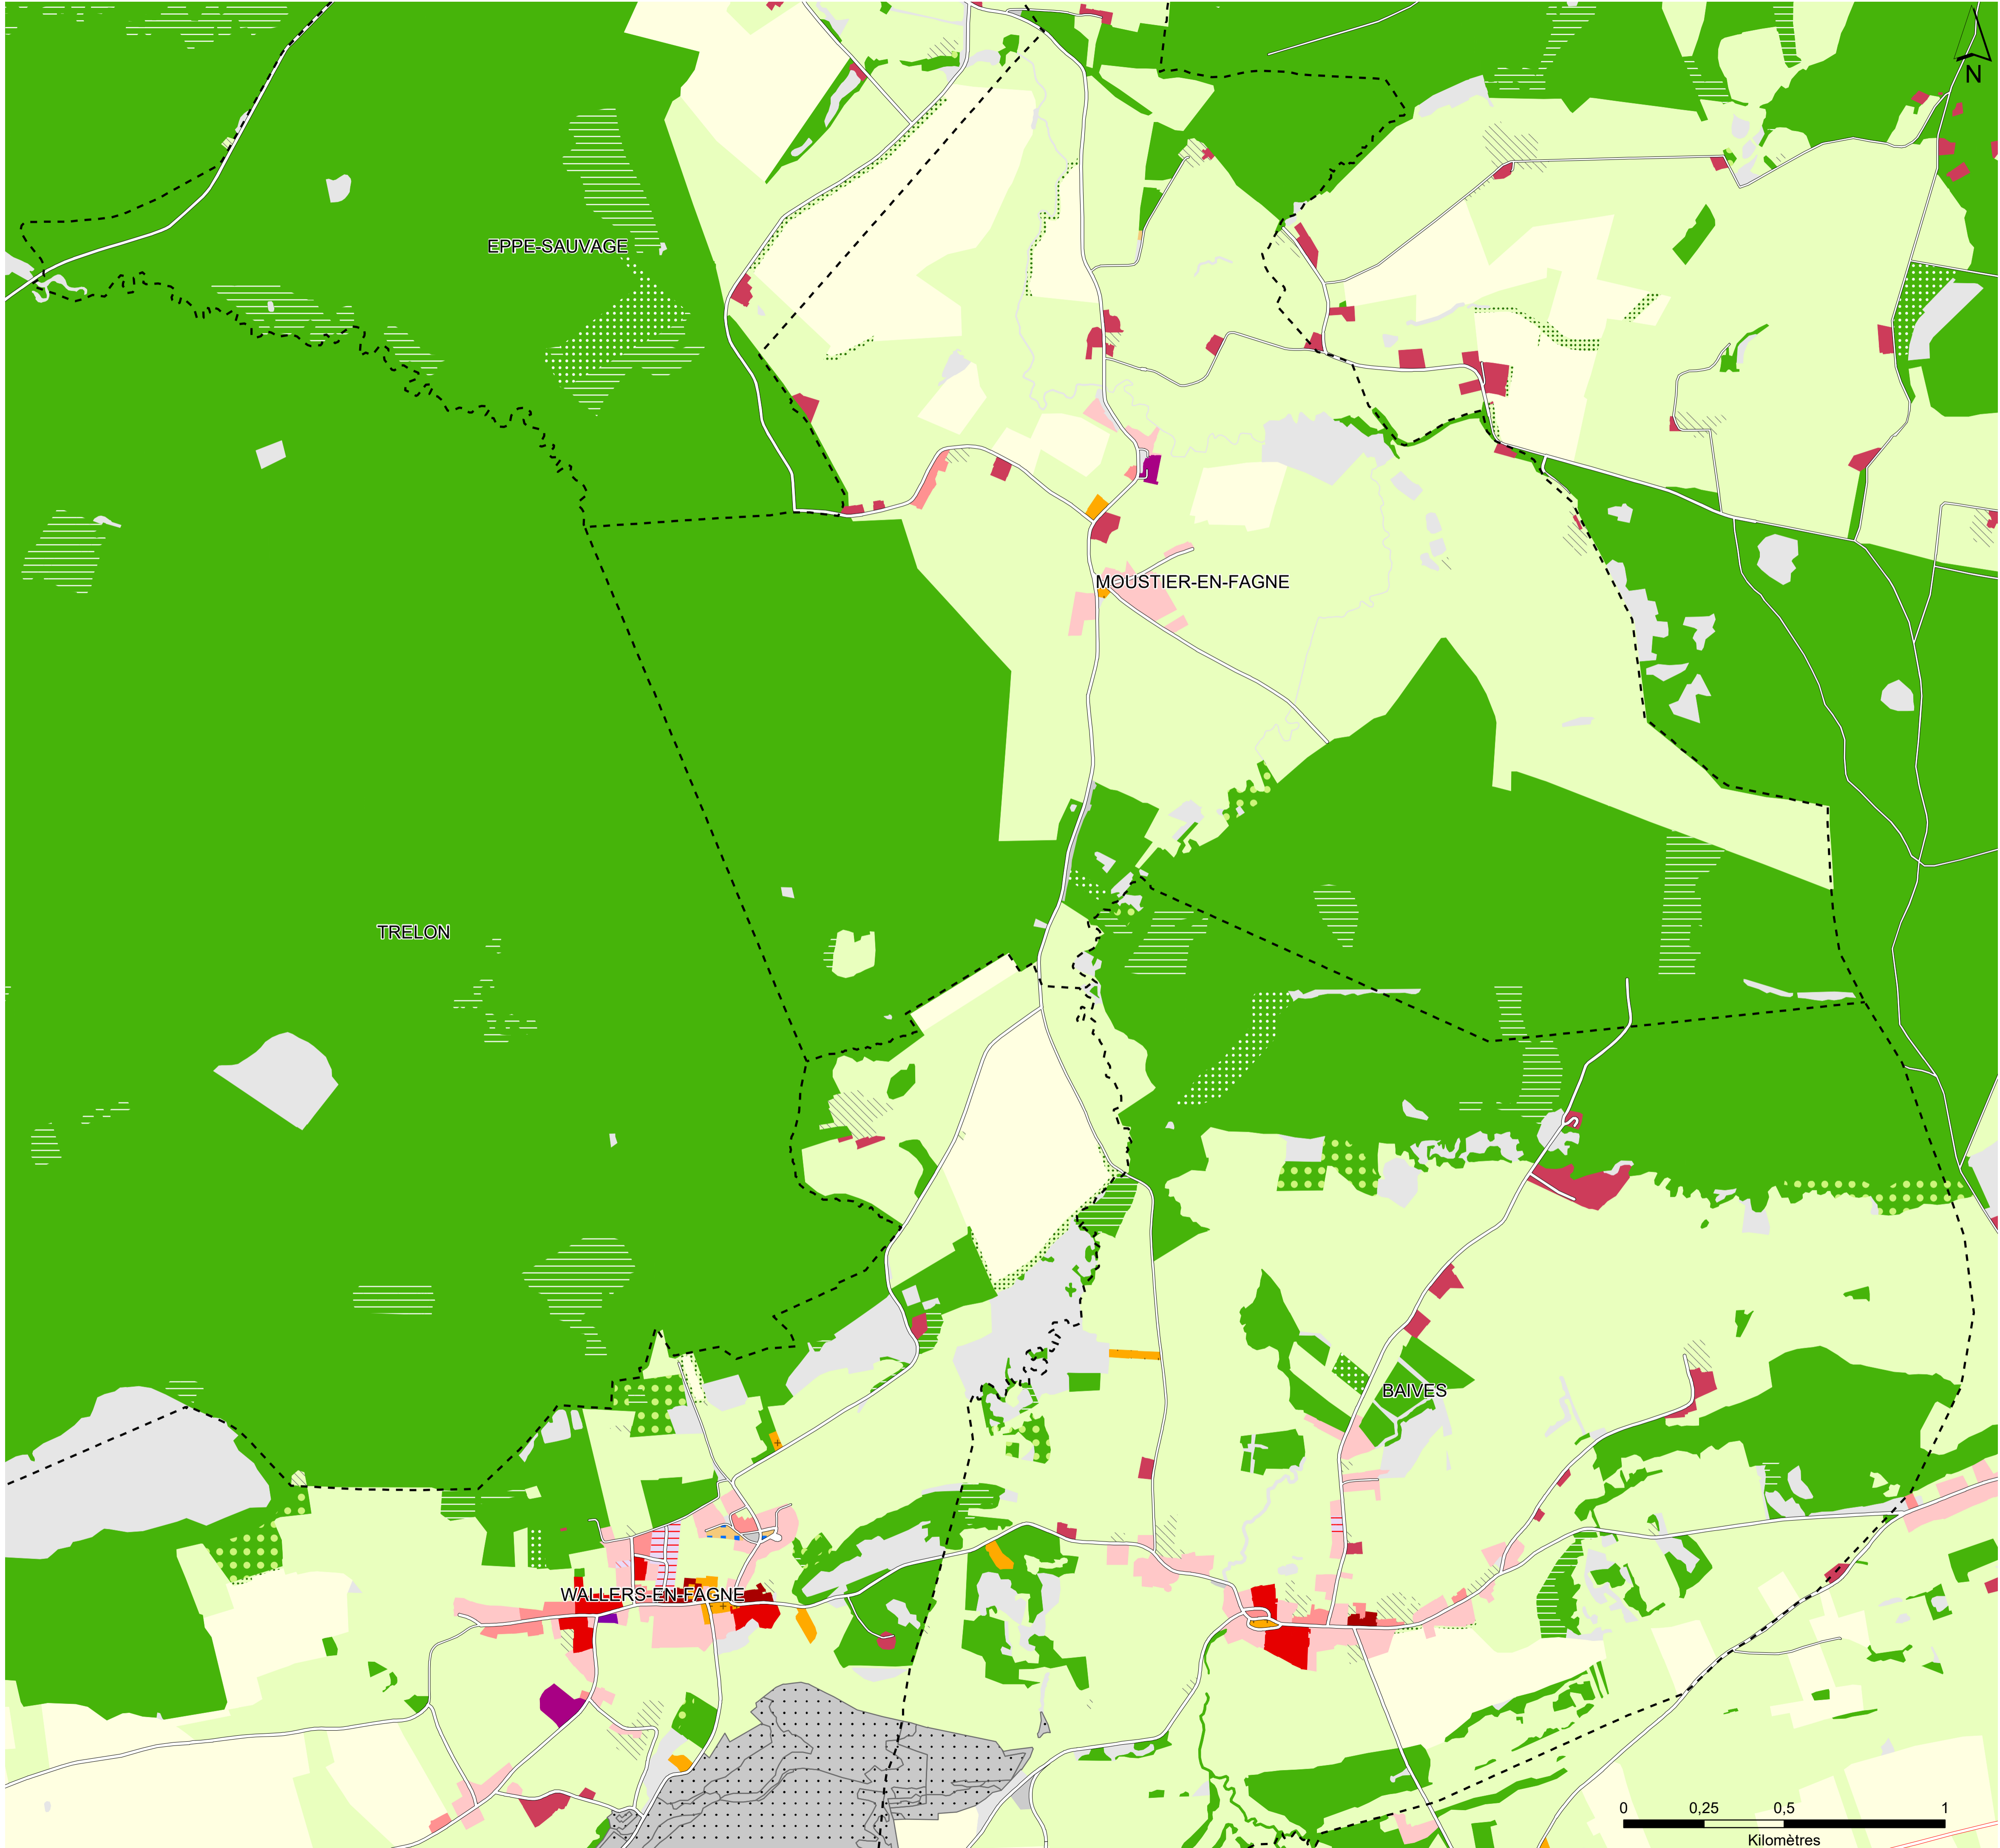 N
EPPE-SAUVAGE
MOUSTIER-EN-FAGNE
TRELON
BAIVES
WALLERS-EN-FAGNE
0 0,25 0,5 1
Kilomètres